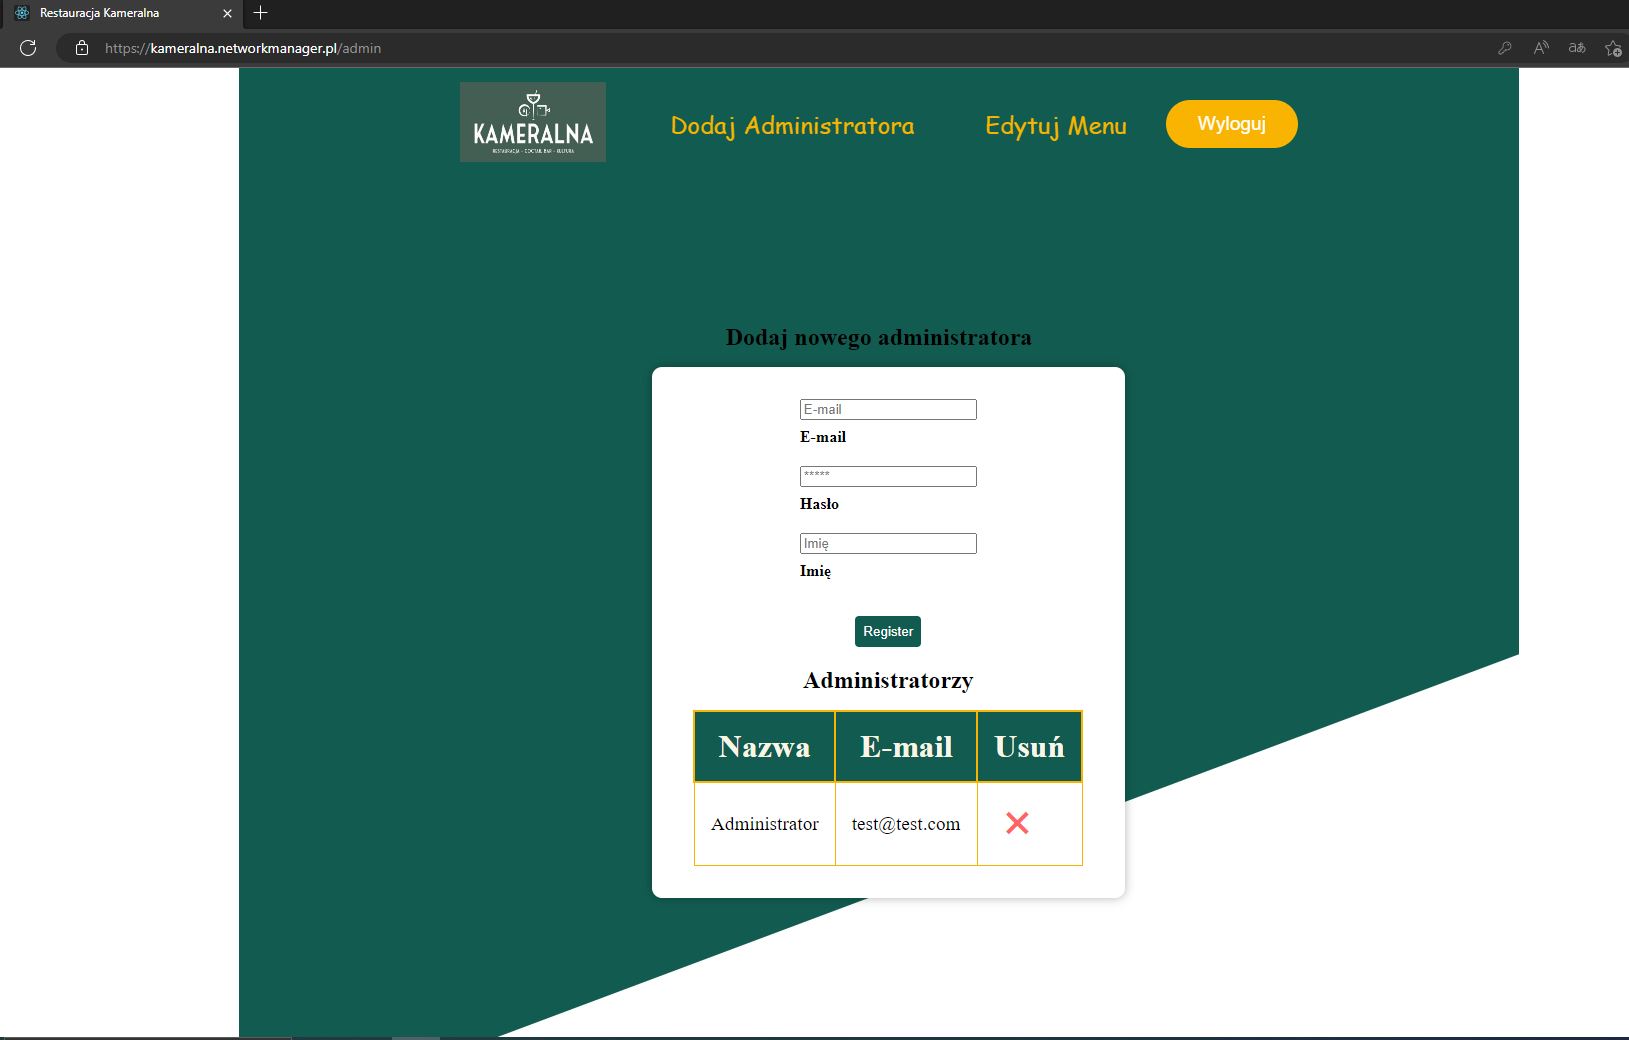 Restauracja Kameralna
https://kameralna.networkmanager.pl/admin
KAMERALNA
RESTAURACJA - COCTAIL BAR - KULTURA
Dodaj Administratora
Edytuj Menu
Wyloguj
Dodaj nowego administratora
E-mail
E-mail
*****
Hasło
Imię
Imię
Register
Administratorzy
Nazwa E-mail Usuń
Administrator test@test.com